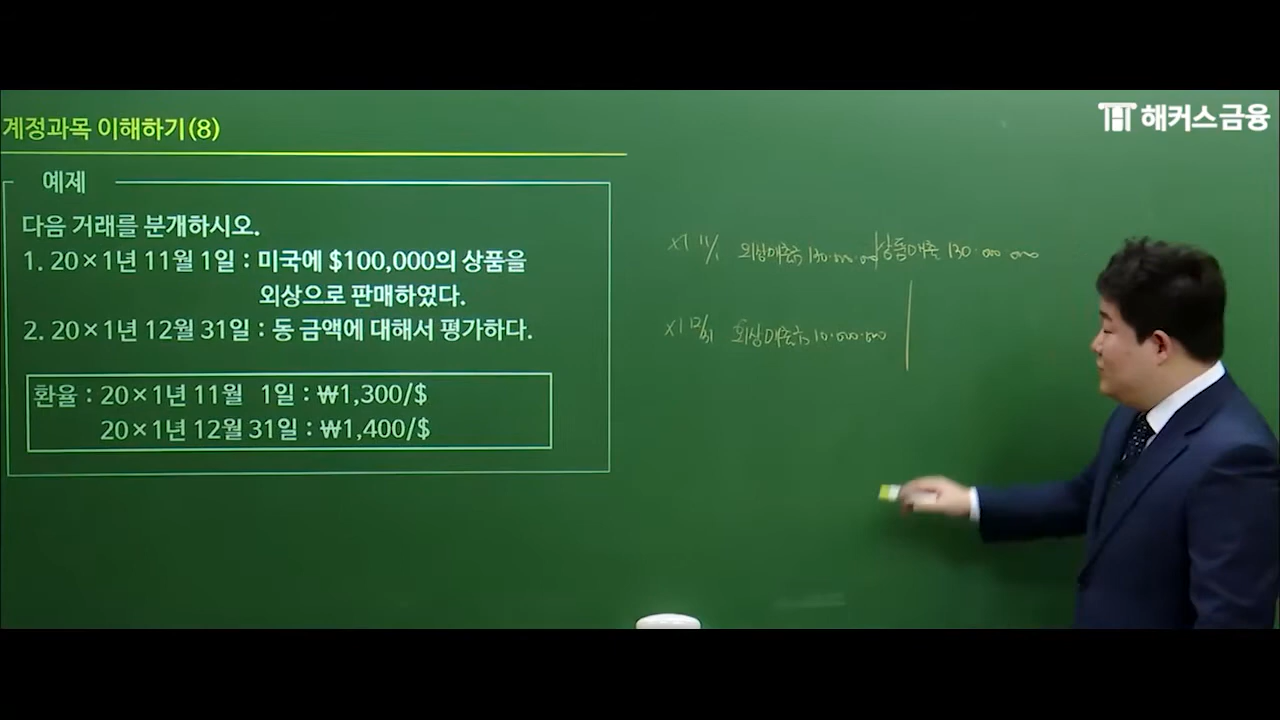 계정과목 이해하기(8)
해커스금융
예제
다음 거래를 분개하시오.
1. 20×1년 11월 1일 : 미국에 $100,000의 상품을
외상으로 판매하였다.
2. 20×1년 12월 31일 : 동 금액에 대해서 평가하다.
환율 : 20×1년 11월 1일 : ₩1,300/$
20×1년 12월 31일 : ₩1,400/$
X1 11/1 외상매출금 130.000.000 상품매출 130.000.000
X1 12/31 외상매출금 10.000.000